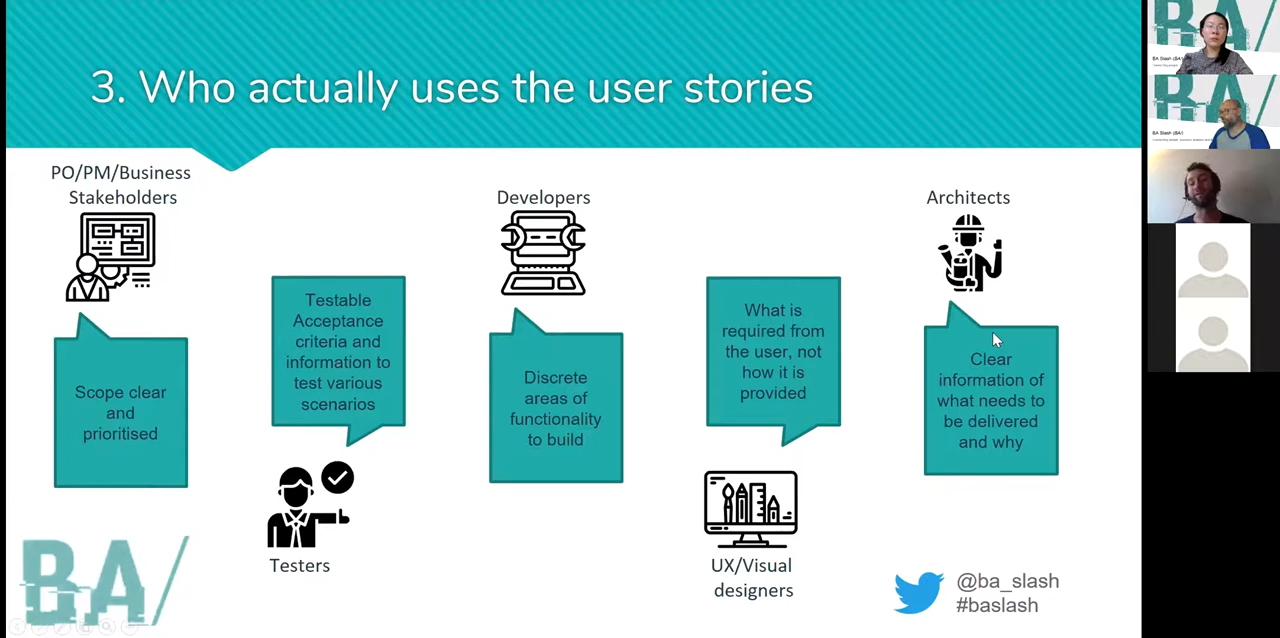 3. Who actually uses the user stories
PO/PM/Business
Stakeholders
Scope clear
and
prioritised
Testable
Acceptance
criteria and
information to
test various
scenarios
Testers
Developers
Discrete
areas of
functionality
to build
What is
required from
the user, not
how it is
provided
UX/Visual
designers
Architects
Clear
information of
what needs to
be delivered
and why
BA/
@ba_slash
#baslash
BA/
BA Slash (BA/)
BA/
BA Slash (BA/)